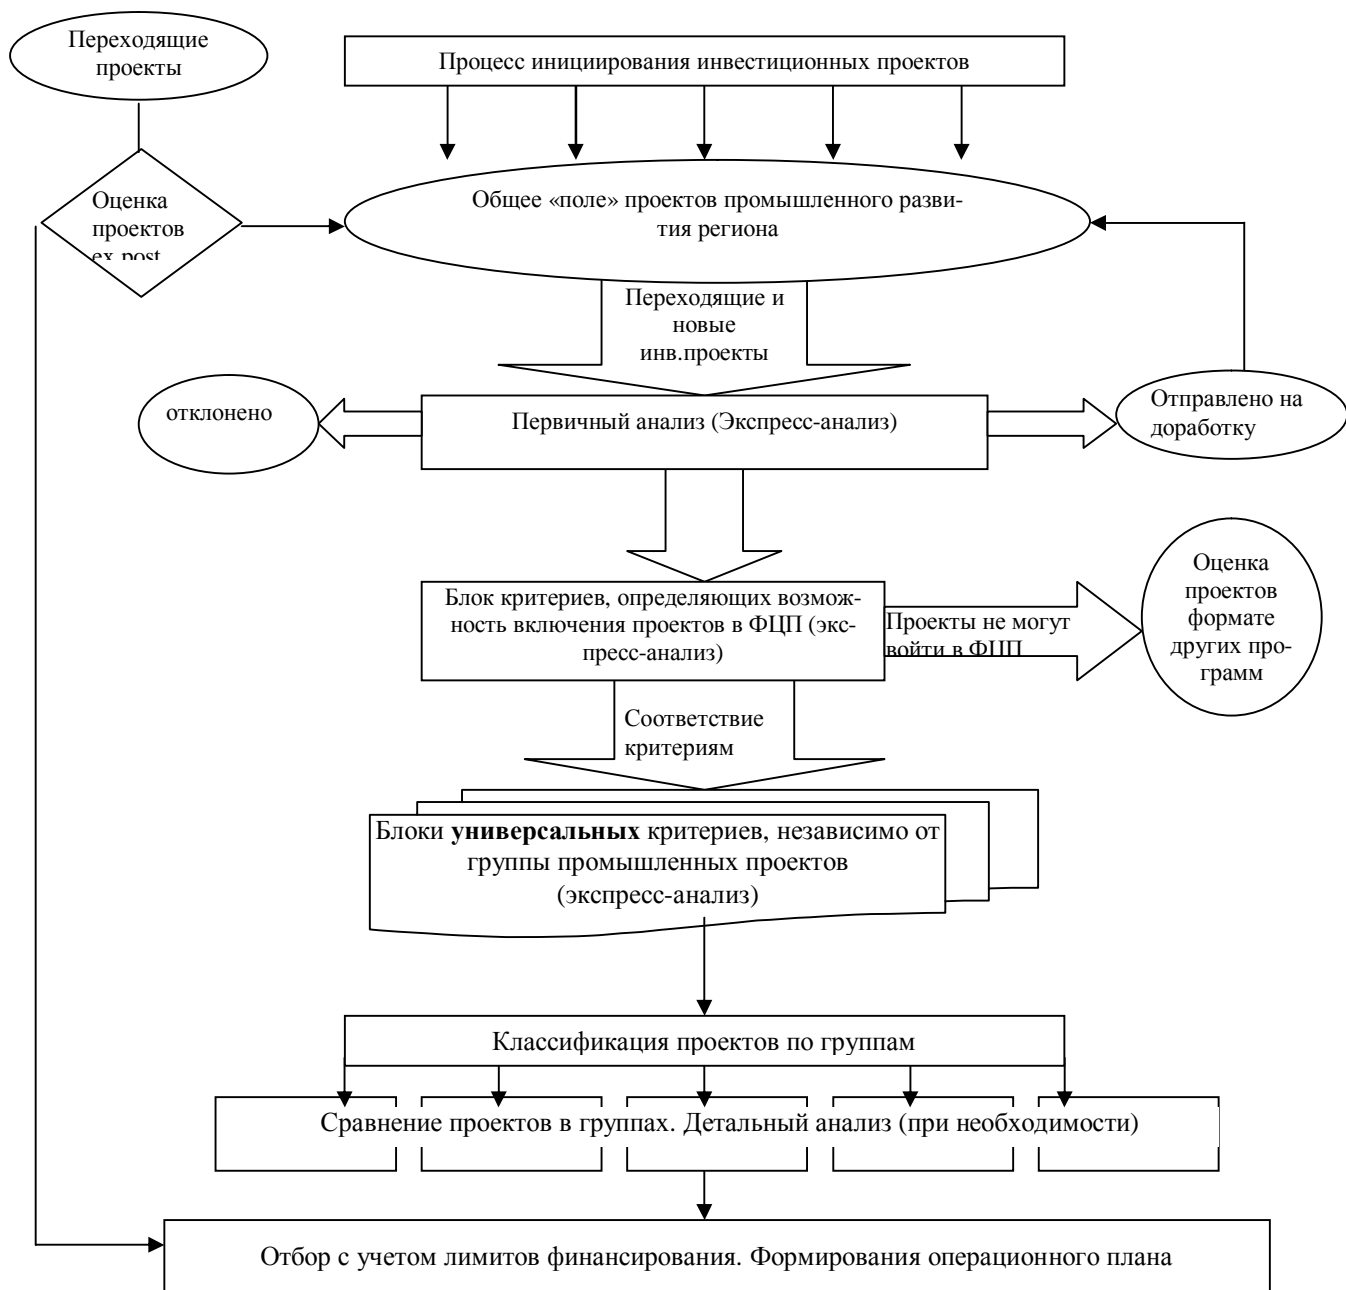 Переходящие
проекты
Процесс инициирования инвестиционных проектов
Оценка
проектов
ex post
Общее «поле» проектов промышленного разви-
тия региона
Переходящие и
новые
инв.проекты
отклонено
Первичный анализ (Экспресс-анализ)
Отправлено на
доработку
Блок критериев, определяющих возмож-
ность включения проектов в ФЦП (экс-
пресс-анализ)
Проекты не могут
войти в ФЦП
Оценка
проектов
формате
других про-
грамм
Соответствие
критериям
Блоки универсальных критериев, независимо от
группы промышленных проектов
(экспресс-анализ)
Классификация проектов по группам
Сравнение проектов в группах. Детальный анализ (при необходимости)
Отбор с учетом лимитов финансирования. Формирования операционного плана